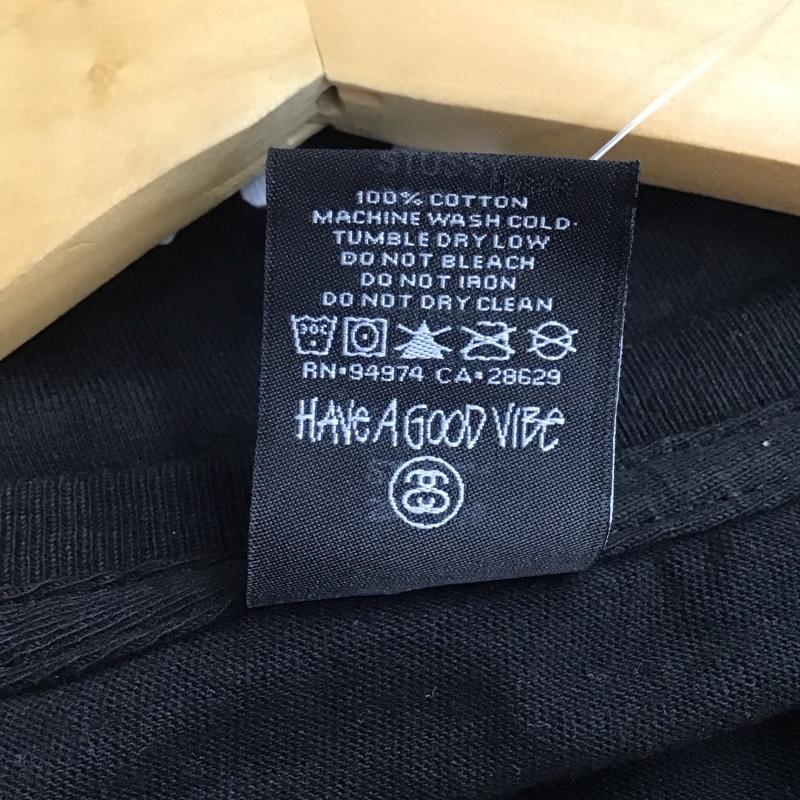 100% COTTON
MACHINE WASH COLD.
TUMBLE DRY LOW
DO NOT BLEACH
DO NOT IRON
DO NOT DRY CLEAN
30C
RN•94974 CA•28629
HAVE A GOOD VIBE